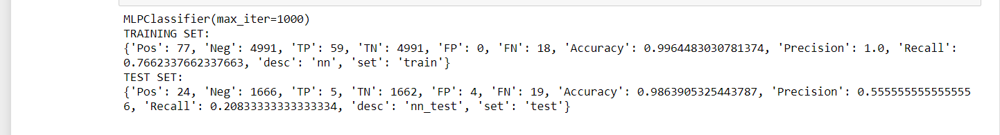 MLPClassifier(max_iter=1000)
TRAINING SET:
{'Pos': 77, 'Neg': 4991, 'TP': 59, 'TN': 4991, 'FP': 0, 'FN': 18, 'Accuracy': 0.9964483030781374, 'Precision': 1.0, 'Recall':
0.7662337662337663, 'desc': 'nn', 'set': 'train'}
TEST SET:
{'Pos': 24, 'Neg': 1666, 'TP': 5, 'TN': 1662, 'FP': 4, 'FN': 19, 'Accuracy': 0.9863905325443787, 'Precision': 0.555555555555555
6, 'Recall': 0.20833333333333334, 'desc': 'nn_test', 'set': 'test'}